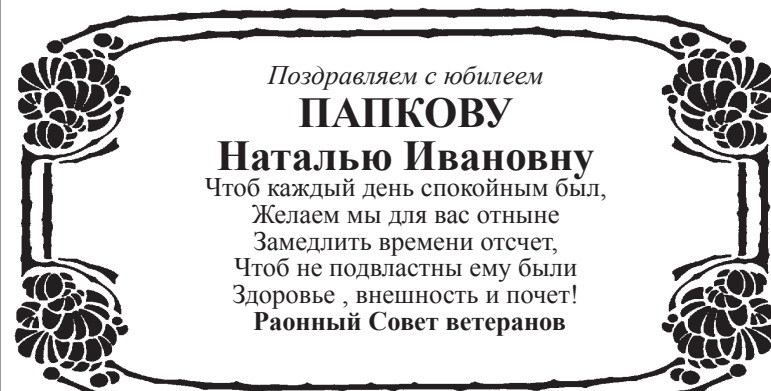 Поздравляем с юбилеем
ПАПКОВУ
Наталью Ивановну
Чтоб каждый день спокойным был,
Желаем мы для вас отныне
Замедлить времени отсчет,
Чтоб не подвластны ему были
Здоровье , внешность и почет!
Раонный Совет ветеранов